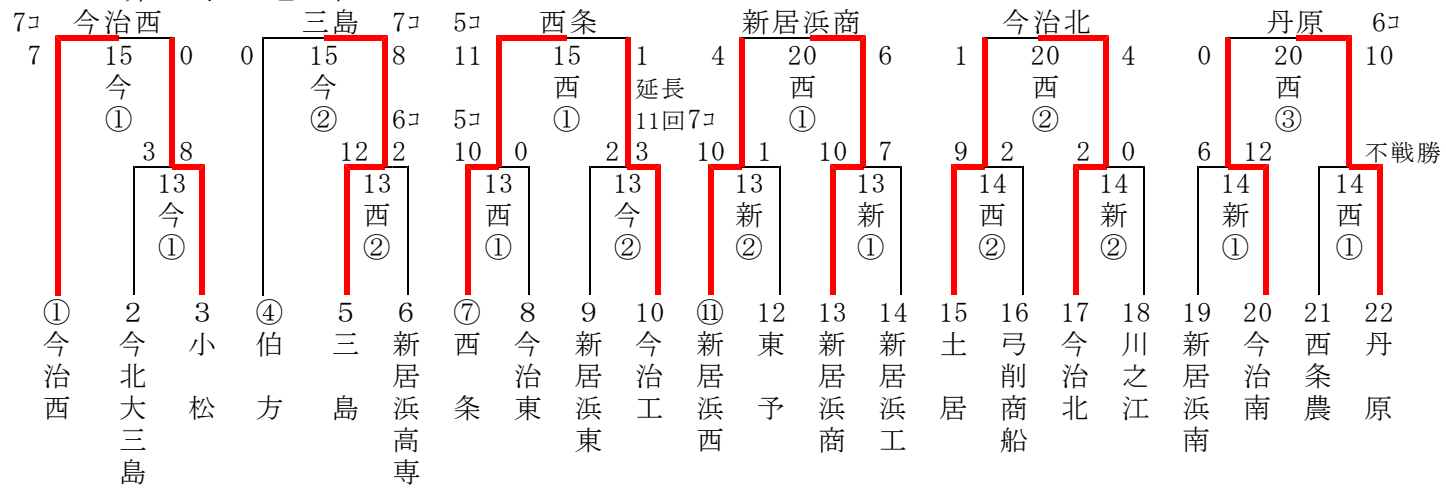 7コ 今治西 三島 7コ 5コ 西条 新居浜商 今治北 丹原 6コ
7 15 0 0 15 8 11 15 1 4 20 6 1 20 4 0 20 10
今 今 西 延長 西 西 西
① ② ① ① ② ③
6コ 5コ 11回7コ
3 8 12 2 10 0 2 3 10 1 10 7 9 2 2 0 6 12 不戦勝
13 13 13 13 13 13 14 14 14 14
今 西 西 今 新 新 西 新 新 西
① ② ① ② ② ① ② ② ① ①
① 2 3 ④ 5 6 ⑦ 8 9 10 ⑪ 12 13 14 15 16 17 18 19 20 21 22
今治西
今北大三島
小松
伯方
三島
新居浜高専
西条
今治東
新居浜東
今治工
新居浜西
東予
新居浜商
新居浜工
土居
弓削商船
今治北
川之江
新居浜南
今治南
西条農
丹原